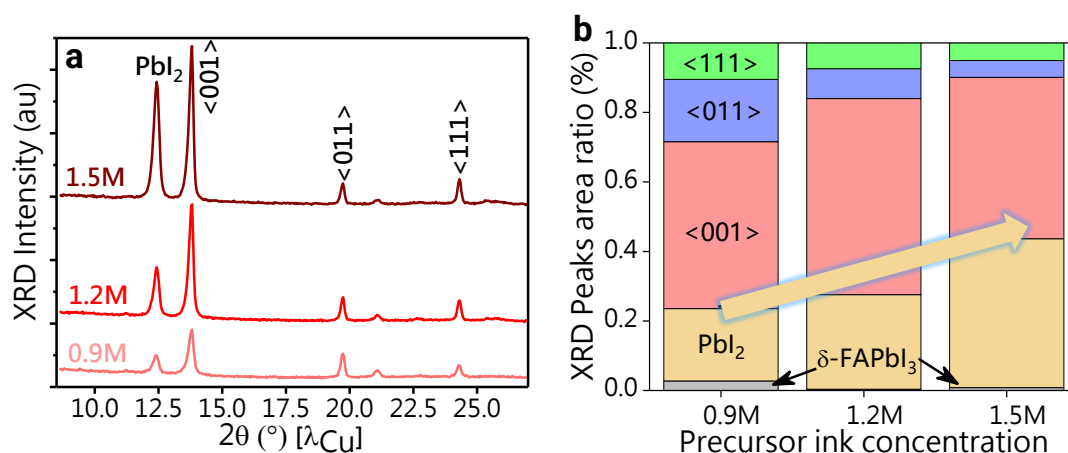 a
PbI₂
<001>
<011>
<111>
1.5M
1.2M
0.9M
XRD Intensity (au)
10.0 12.5 15.0 17.5 20.0 22.5 25.0
2θ (°) [λCu]
b
XRD Peaks area ratio (%)
1.0
0.8
0.6
0.4
0.2
0.0
<111>
<011>
<001>
PbI₂
δ-FAPbI₃
0.9M 1.2M 1.5M
Precursor ink concentration